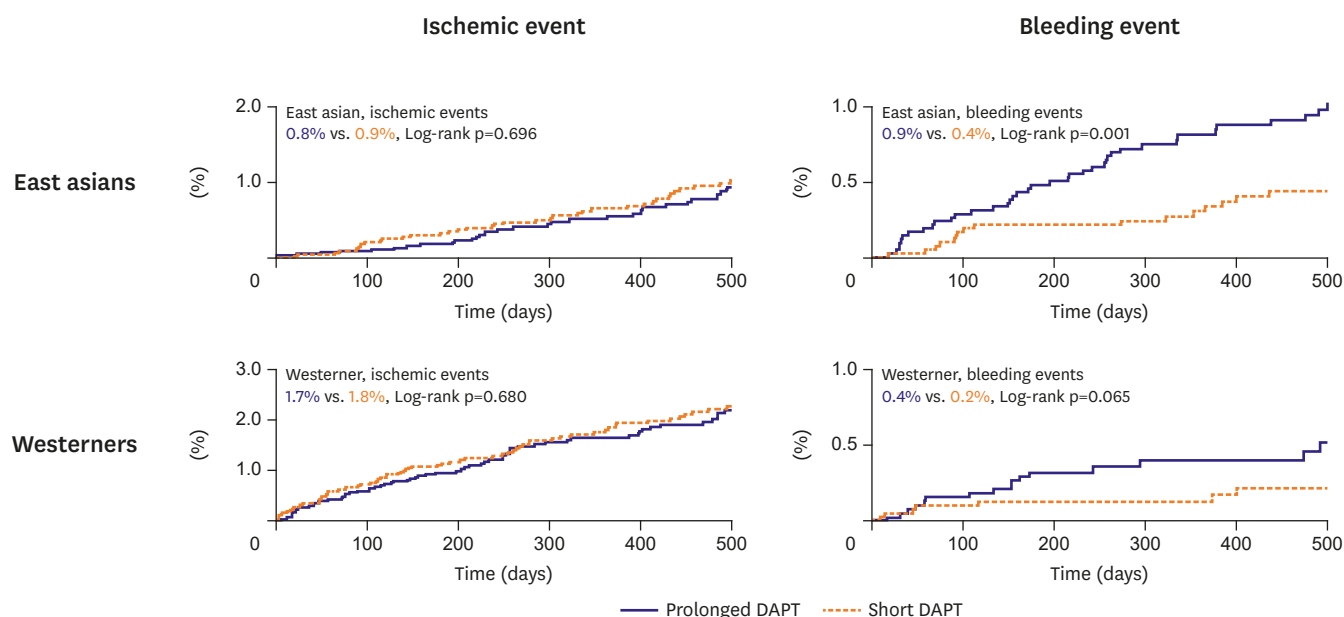 Ischemic event
Bleeding event
East asians
2.0
1.0
0
(%)
East asian, ischemic events
0.8% vs. 0.9%, Log-rank p=0.696
100
200
300
400
500
Time (days)
1.0
0.5
0
(%)
East asian, bleeding events
0.9% vs. 0.4%, Log-rank p=0.001
100
200
300
400
500
Time (days)
Westerners
3.0
2.0
1.0
0
(%)
Westerner, ischemic events
1.7% vs. 1.8%, Log-rank p=0.680
100
200
300
400
500
Time (days)
1.0
0.5
0
(%)
Westerner, bleeding events
0.4% vs. 0.2%, Log-rank p=0.065
100
200
300
400
500
Time (days)
Prolonged DAPT
Short DAPT